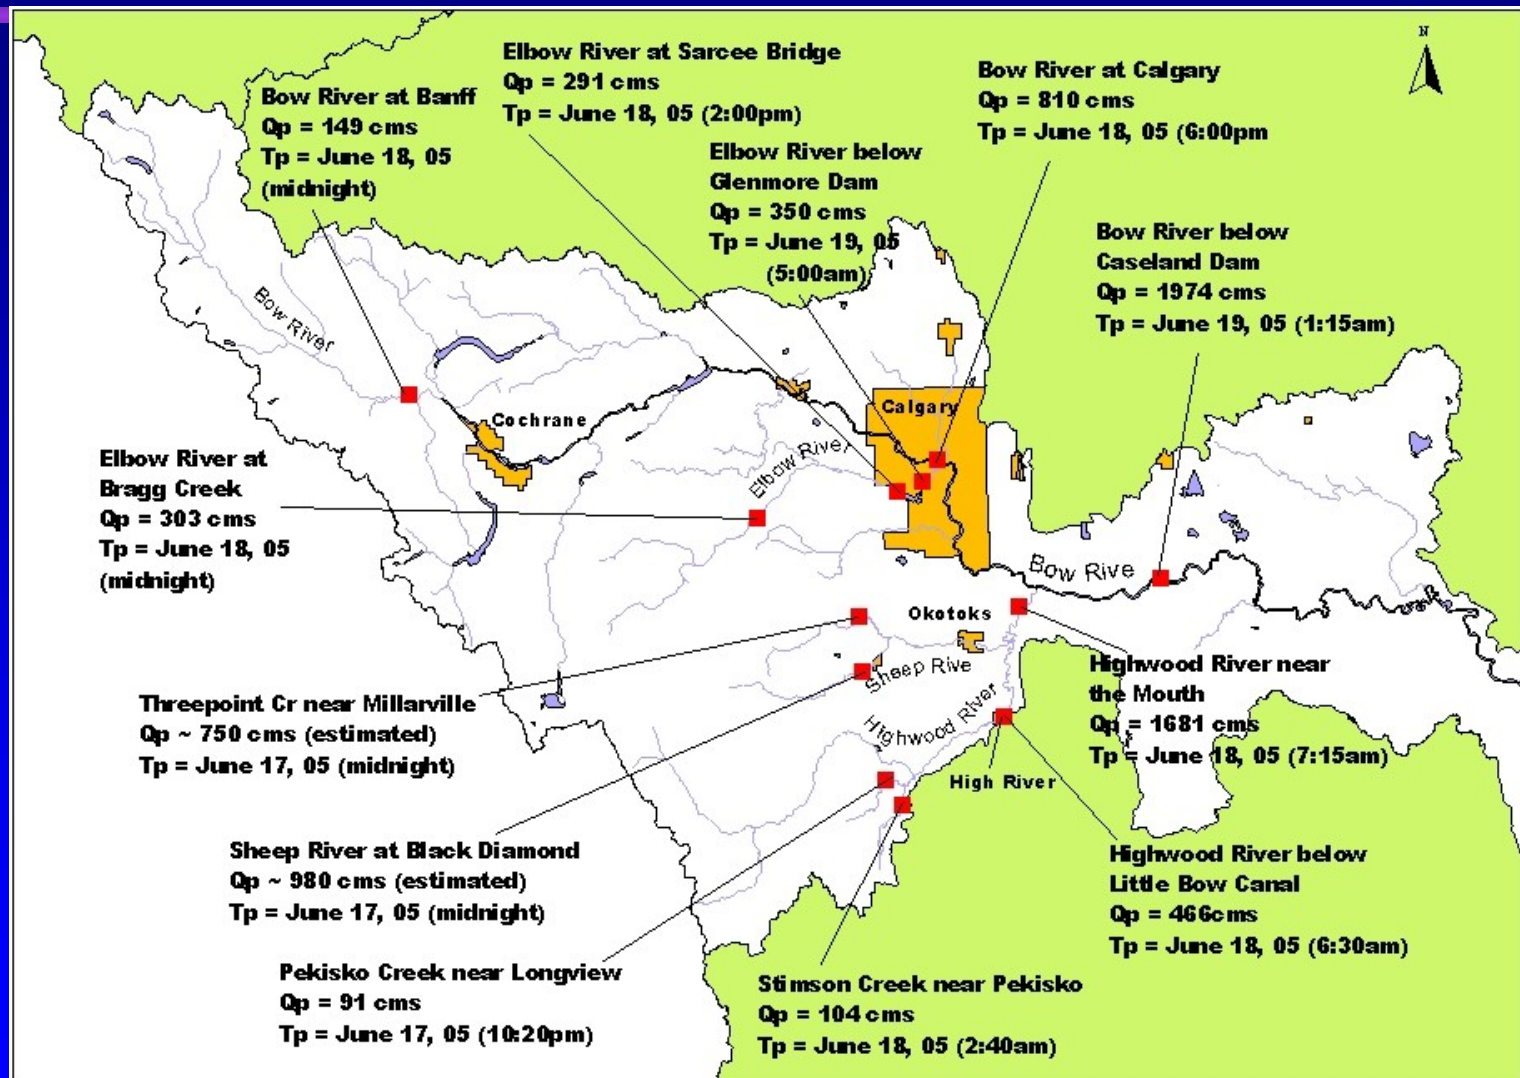 N
Elbow River at Sarcee Bridge
Qp = 291 cms
Tp = June 18, 05 (2:00pm)
Bow River at Calgary
Qp = 810 cms
Tp = June 18, 05 (6:00pm
Bow River at Banff
Qp = 149 cms
Tp = June 18, 05
(midnight)
Elbow River below
Glenmore Dam
Qp = 350 cms
Tp = June 19, 05
(5:00am)
Bow River below
Caseland Dam
Qp = 1974 cms
Tp = June 19, 05 (1:15am)
Bow River
Cochrane
Calgary
Elbow River
Elbow River at
Bragg Creek
Qp = 303 cms
Tp = June 18, 05
(midnight)
Bow Rive
Okotoks
Sheep Rive
Highwood River
High River
Highwood River near
the Mouth
Qp = 1681 cms
Tp = June 18, 05 (7:15am)
Threepoint Cr near Millarville
Qp ~ 750 cms (estimated)
Tp = June 17, 05 (midnight)
Sheep River at Black Diamond
Qp ~ 980 cms (estimated)
Tp = June 17, 05 (midnight)
Highwood River below
Little Bow Canal
Qp = 466cms
Tp = June 18, 05 (6:30am)
Pekisko Creek near Longview
Qp = 91 cms
Tp = June 17, 05 (10:20pm)
Stimson Creek near Pekisko
Qp = 104 cms
Tp = June 18, 05 (2:40am)